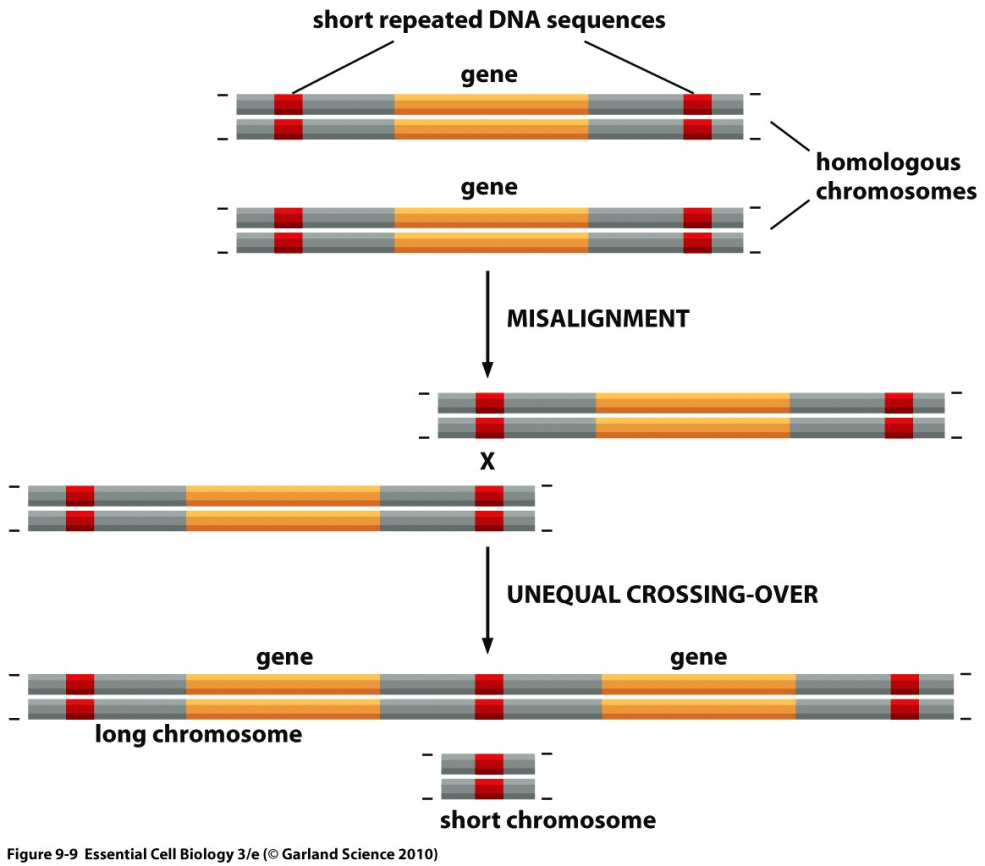 short repeated DNA sequences
gene
homologous
chromosomes
gene
MISALIGNMENT
X
UNEQUAL CROSSING-OVER
gene
gene
long chromosome
short chromosome
Figure 9-9 Essential Cell Biology 3/e (© Garland Science 2010)